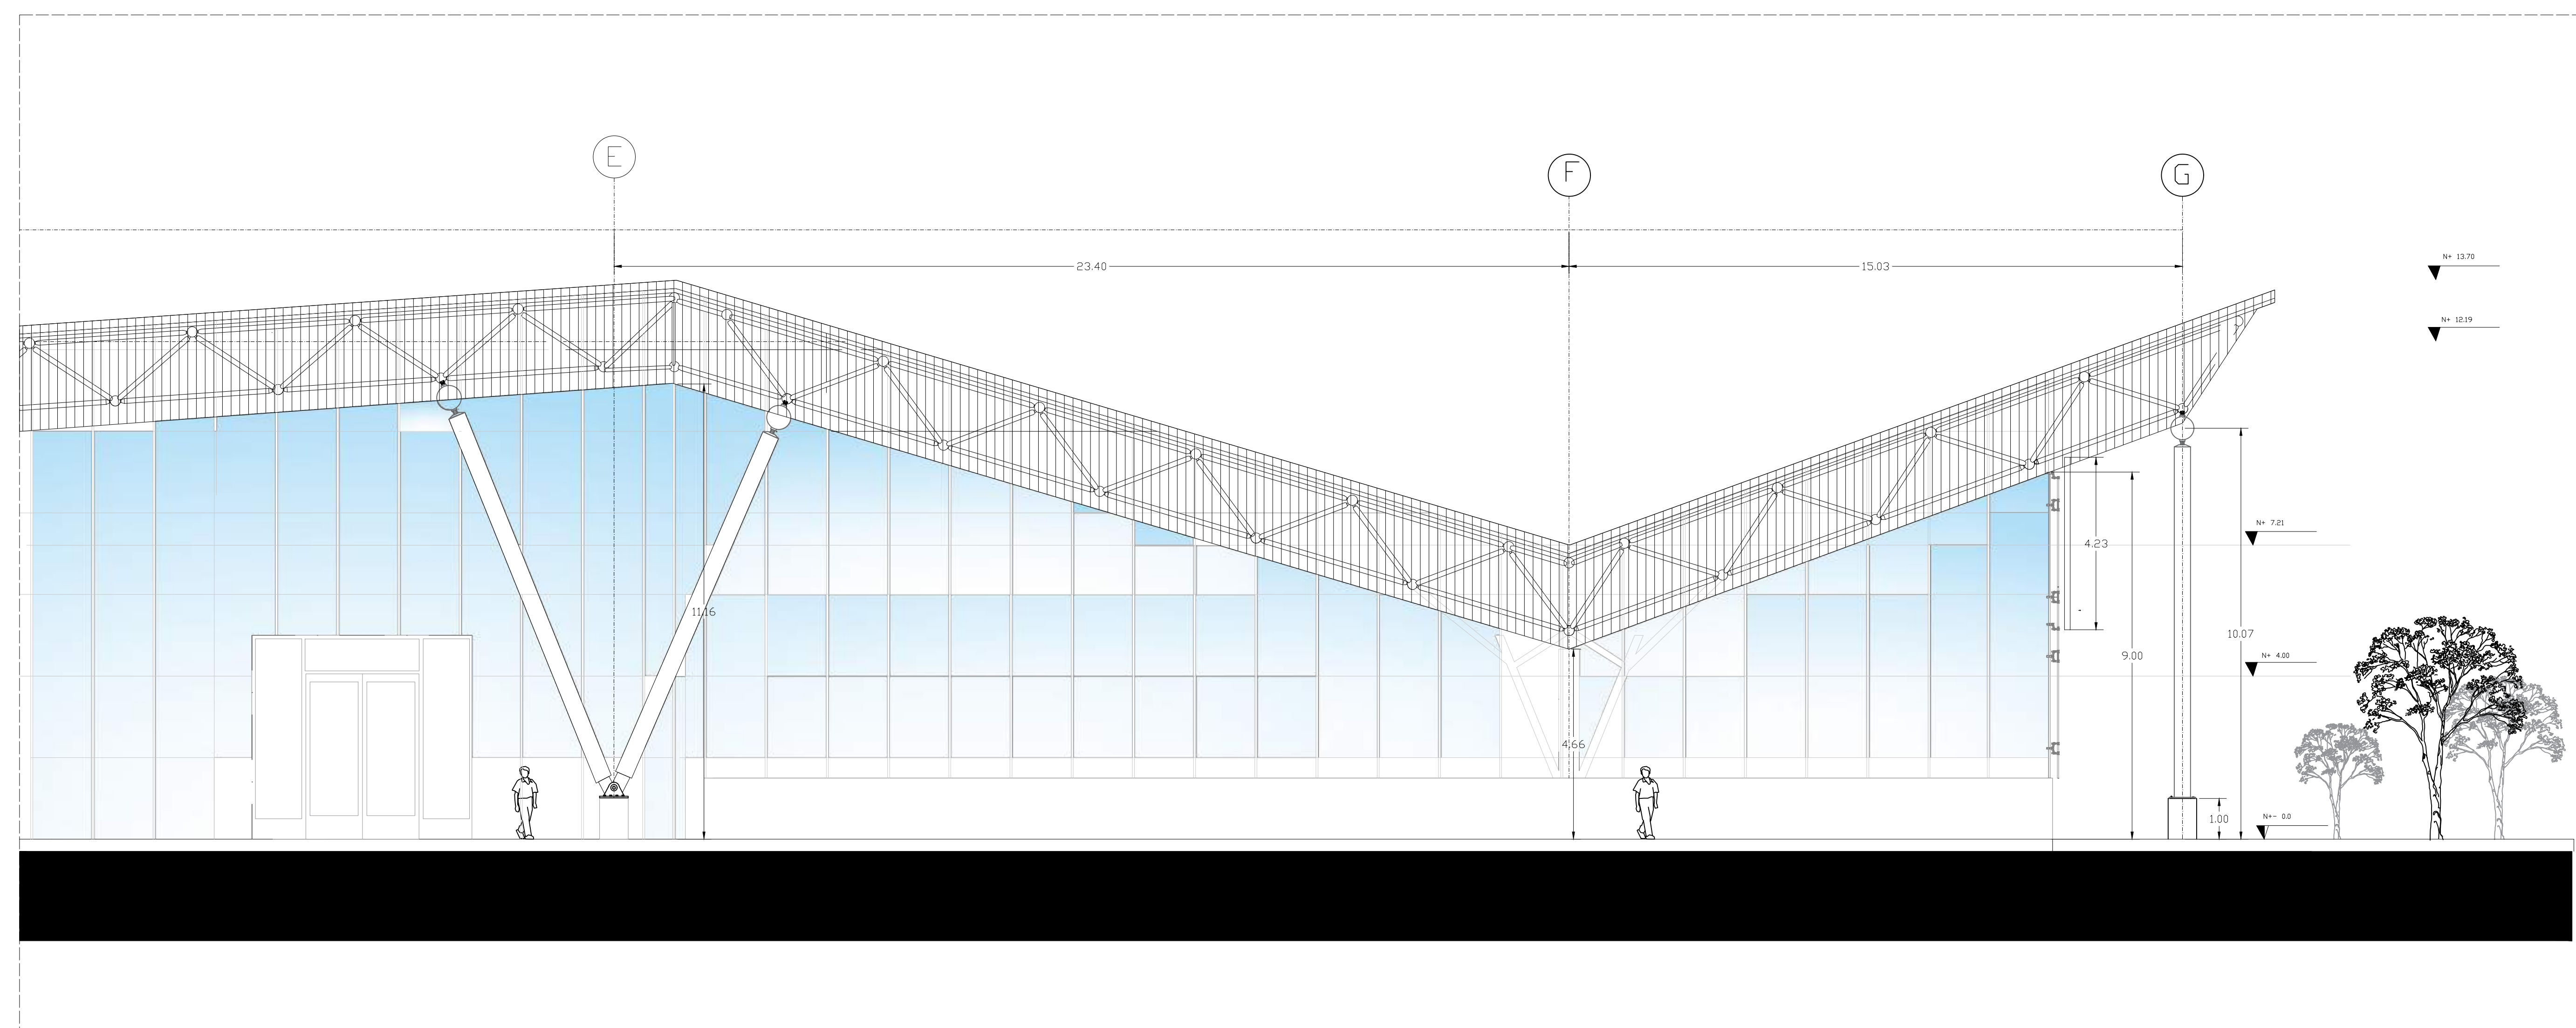 E
F
G
23.40
15.03
N+ 13.70
N+ 12.19
N+ 7.21
4.23
11.16
10.07
9.00
N+ 4.00
4.66
1.00
N+- 0.0